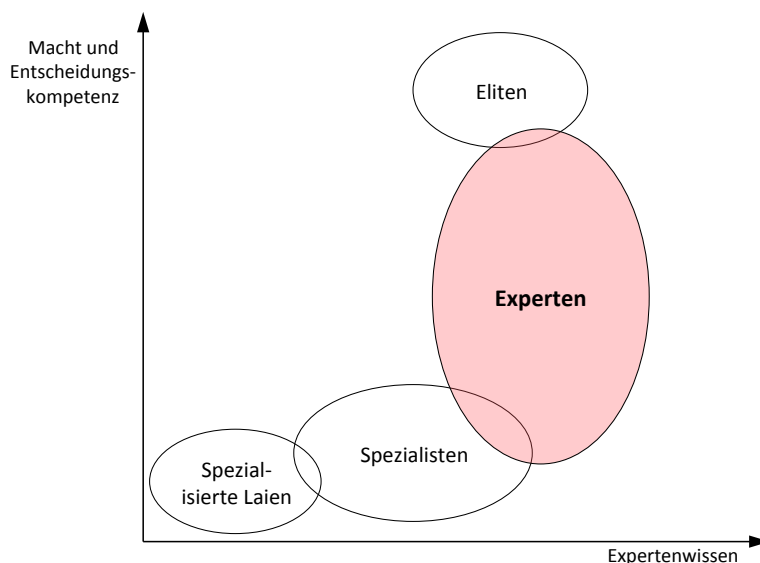 Macht und
Entscheidungs-
kompetenz
Eliten
Experten
Spezialisten
Spezial-
isierte Laien
Expertenwissen